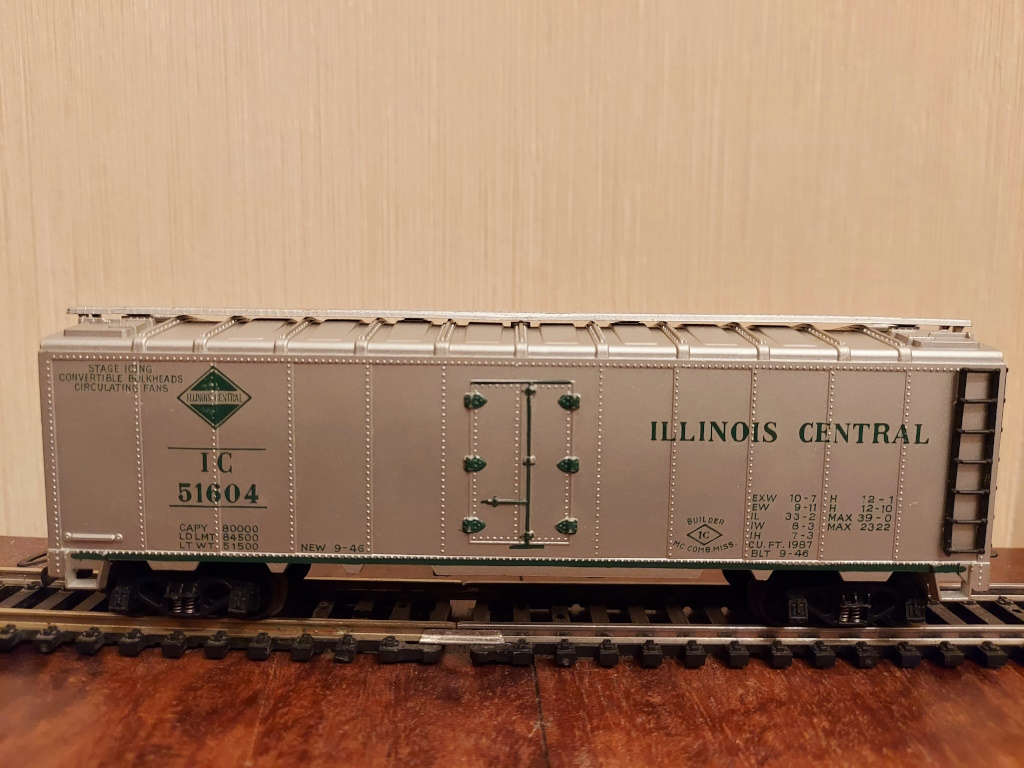 STAGE ICING
CONVERTIBLE BULKHEADS
CIRCULATING FANS
ILLINOIS CENTRAL
IC
51604
CAPY 80000
LD LMT 84500
LT WT 51500
NEW 9-46
ILLINOIS CENTRAL
BUILDER
IC
MC COMB, MISS.
EXW 10-7 H 12-1
EW 9-11 H 12-10
IL 33-2 MAX 39-0
IW 8-3 MAX 2322
IH 7-3
CU. FT. 1987
BLT 9-46